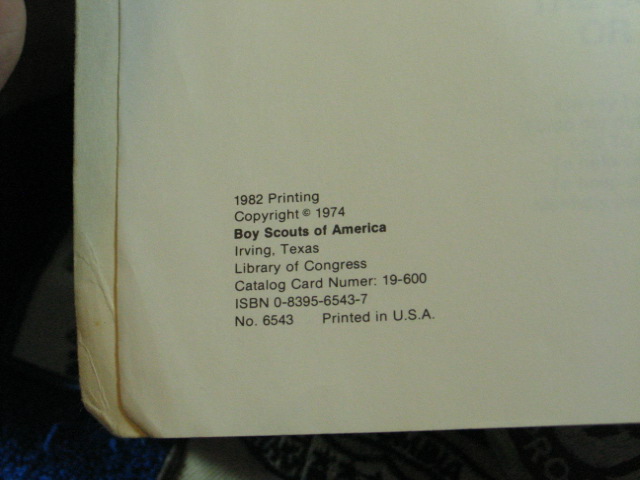 1982 Printing
Copyright © 1974
Boy Scouts of America
Irving, Texas
Library of Congress
Catalog Card Numer: 19-600
ISBN 0-8395-6543-7
No. 6543 Printed in U.S.A.
RO